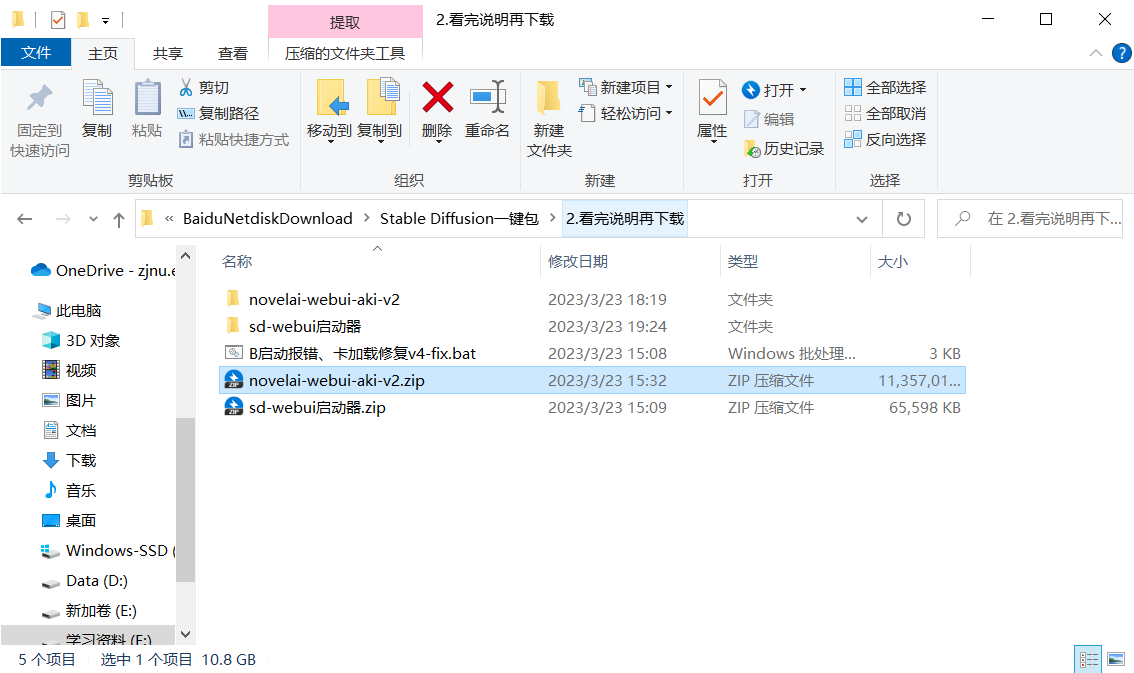 提取
2.看完说明再下载
文件
主页
共享
查看
压缩的文件夹工具
?
固定到
快速访问
复制
粘贴
剪切
复制路径
粘贴快捷方式
剪贴板
移动到
复制到
删除
重命名
组织
新建
文件夹
新建项目
轻松访问
新建
属性
打开
编辑
历史记录
打开
全部选择
全部取消
反向选择
选择
« BaiduNetdiskDownload > Stable Diffusion一键包 > 2.看完说明再下载
在 2.看完说明再下...
OneDrive - zjnu.e
此电脑
3D 对象
视频
图片
文档
下载
音乐
桌面
Windows-SSD (
Data (D:)
新加卷 (E:)
学习资料 (F:)
名称 修改日期 类型 大小
novelai-webui-aki-v2 2023/3/23 18:19 文件夹
sd-webui启动器 2023/3/23 19:24 文件夹
B启动报错、卡加载修复v4-fix.bat 2023/3/23 15:08 Windows 批处理... 3 KB
ZIP novelai-webui-aki-v2.zip 2023/3/23 15:32 ZIP 压缩文件 11,357,01...
ZIP sd-webui启动器.zip 2023/3/23 15:09 ZIP 压缩文件 65,598 KB
5 个项目 选中 1 个项目 10.8 GB